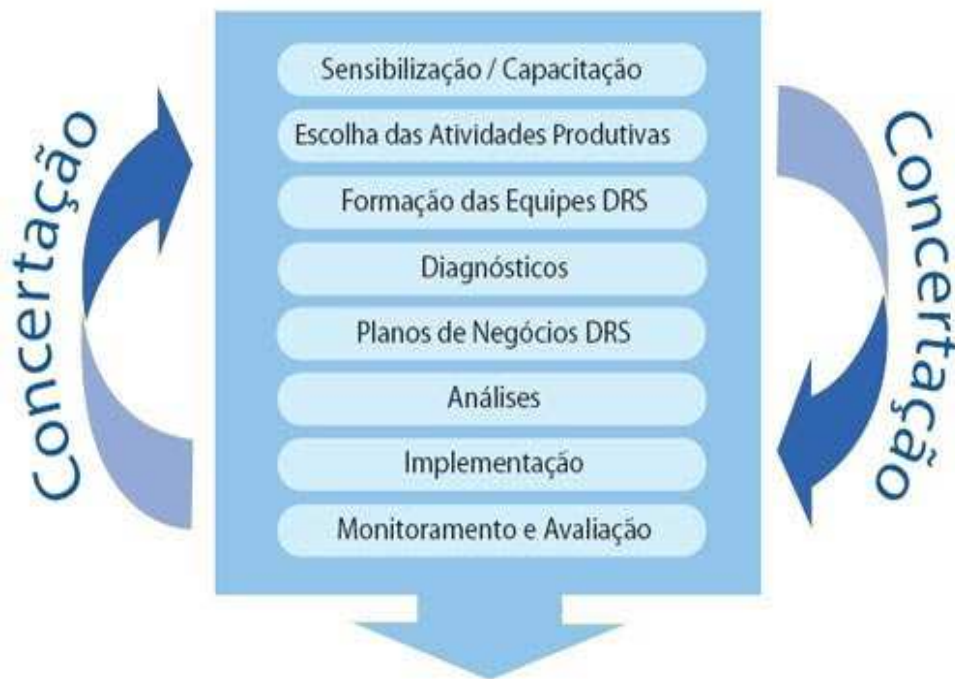 Concertação
Sensibilização / Capacitação
Escolha das Atividades Produtivas
Formação das Equipes DRS
Diagnósticos
Planos de Negócios DRS
Análises
Implementação
Monitoramento e Avaliação
Concertação